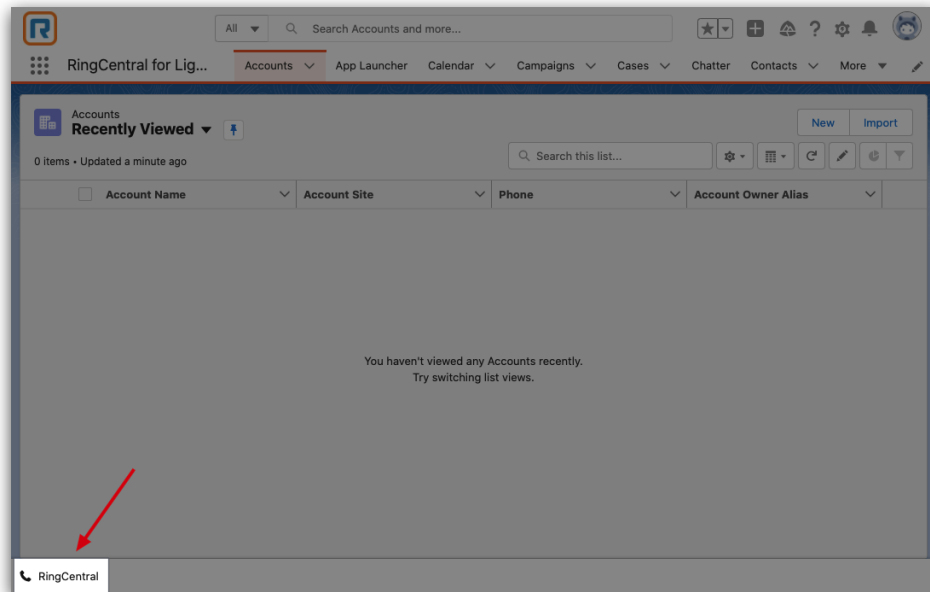 R
All
Search Accounts and more...
?
RingCentral for Lig...
Accounts
App Launcher
Calendar
Campaigns
Cases
Chatter
Contacts
More
Accounts
Recently Viewed
New
Import
0 items • Updated a minute ago
Search this list...
Account Name
Account Site
Phone
Account Owner Alias
You haven't viewed any Accounts recently.
Try switching list views.
RingCentral